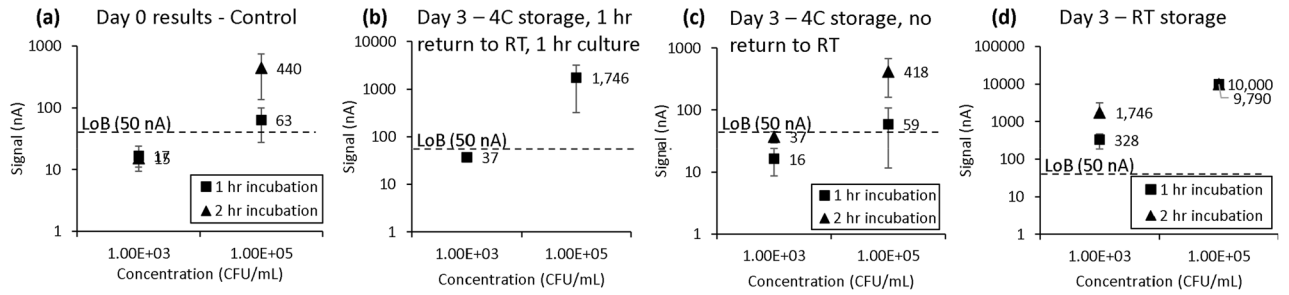 (a) Day 0 results - Control
1000
100
10
1
Signal (nA)
LoB (50 nA)
440
63
17
15
1 hr incubation
2 hr incubation
1.00E+03 1.00E+05
Concentration (CFU/mL)
(b) Day 3 – 4C storage, 1 hr
return to RT, 1 hr culture
10000
1000
100
10
1
Signal (nA)
LoB (50 nA)
1,746
37
1.00E+03 1.00E+05
Concentration (CFU/mL)
(c) Day 3 – 4C storage, no
return to RT
1000
100
10
1
Signal (nA)
LoB (50 nA)
418
59
37
16
1 hr incubation
2 hr incubation
1.00E+03 1.00E+05
Concentration (CFU/mL)
(d) Day 3 – RT storage
100000
10000
1000
100
10
1
Signal (nA)
LoB (50 nA)
10,000
9,790
1,746
328
1 hr incubation
2 hr incubation
1.00E+03 1.00E+05
Concentration (CFU/mL)